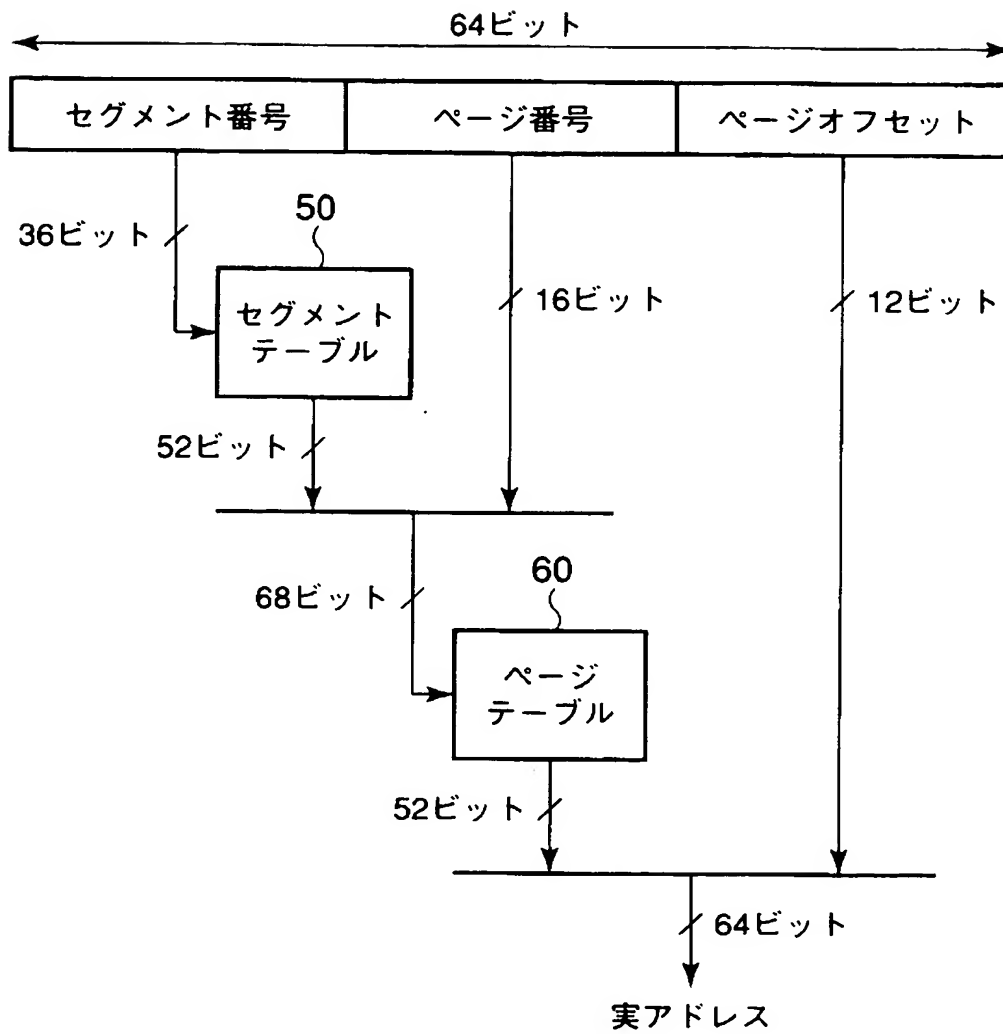 64ビット
セグメント番号
ページ番号
ページオフセット
50
36ビット
セグメント
テーブル
16ビット
12ビット
52ビット
60
68ビット
ページ
テーブル
52ビット
64ビット
実アドレス